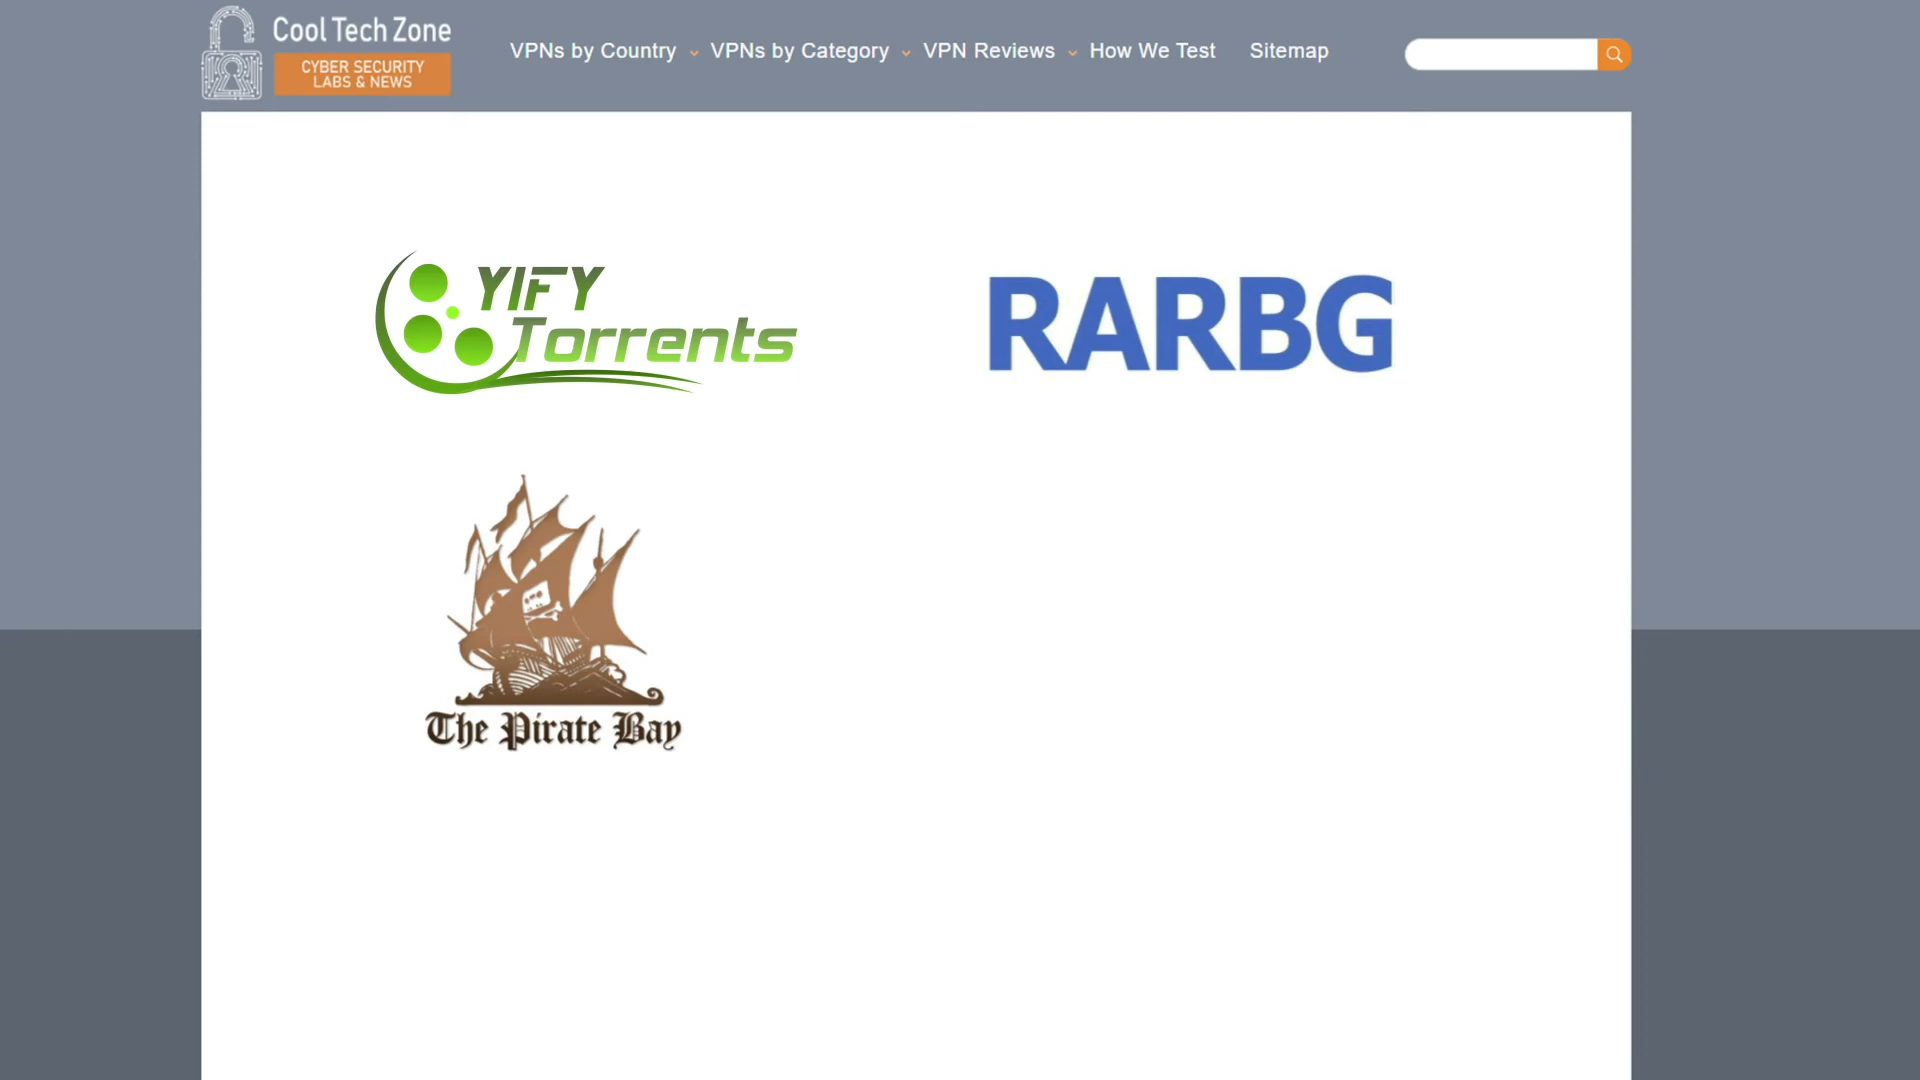 Cool Tech Zone
CYBER SECURITY
LABS & NEWS
VPNs by Country
VPNs by Category
VPN Reviews
How We Test
Sitemap
YIFY
Torrents
RARBG
The Pirate Bay